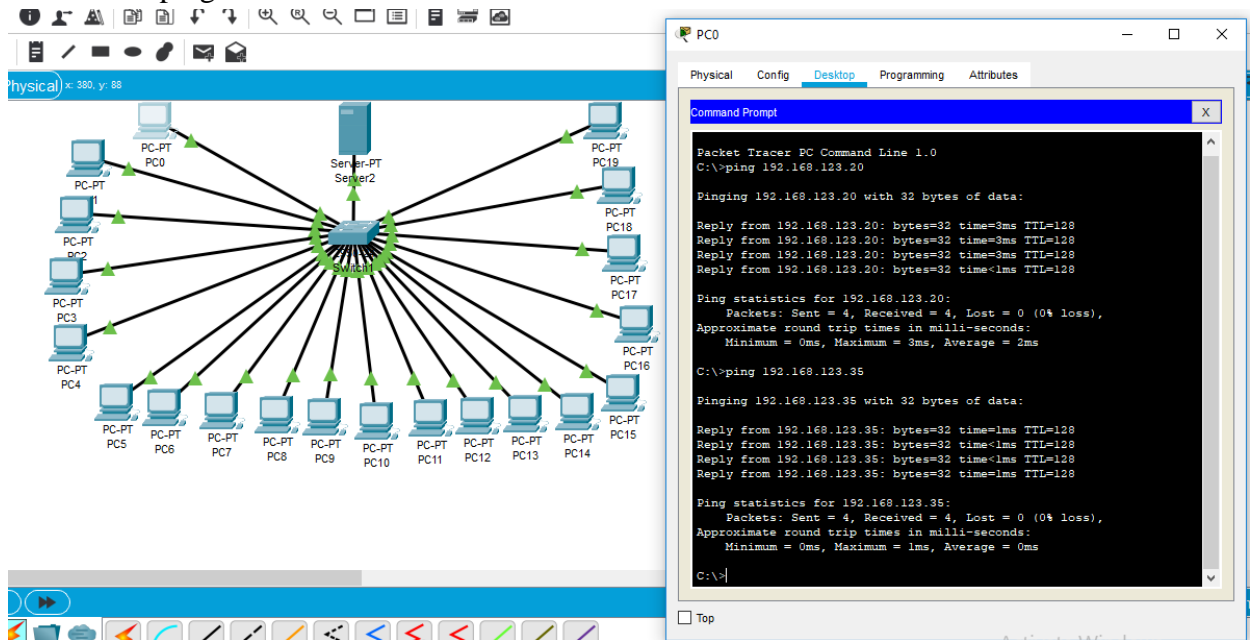 Physical x: 380, y: 88
PC-PT
PC0
PC-PT
1
PC-PT
PC2
PC-PT
PC3
PC-PT
PC4
PC-PT
PC5
PC-PT
PC6
PC-PT
PC7
PC-PT
PC8
PC-PT
PC9
PC-PT
PC10
PC-PT
PC11
PC-PT
PC12
PC-PT
PC13
PC-PT
PC14
PC-PT
PC15
PC-PT
PC16
PC-PT
PC17
PC-PT
PC18
PC-PT
PC19
Server-PT
Server2
Switch1
PC0
Physical Config Desktop Programming Attributes
Command Prompt X
Packet Tracer PC Command Line 1.0
C:\>ping 192.168.123.20
Pinging 192.168.123.20 with 32 bytes of data:
Reply from 192.168.123.20: bytes=32 time=3ms TTL=128
Reply from 192.168.123.20: bytes=32 time=3ms TTL=128
Reply from 192.168.123.20: bytes=32 time=3ms TTL=128
Reply from 192.168.123.20: bytes=32 time<1ms TTL=128
Ping statistics for 192.168.123.20:
Packets: Sent = 4, Received = 4, Lost = 0 (0% loss),
Approximate round trip times in milli-seconds:
Minimum = 0ms, Maximum = 3ms, Average = 2ms
C:\>ping 192.168.123.35
Pinging 192.168.123.35 with 32 bytes of data:
Reply from 192.168.123.35: bytes=32 time=1ms TTL=128
Reply from 192.168.123.35: bytes=32 time<1ms TTL=128
Reply from 192.168.123.35: bytes=32 time<1ms TTL=128
Reply from 192.168.123.35: bytes=32 time=1ms TTL=128
Ping statistics for 192.168.123.35:
Packets: Sent = 4, Received = 4, Lost = 0 (0% loss),
Approximate round trip times in milli-seconds:
Minimum = 0ms, Maximum = 1ms, Average = 0ms
C:\>
Top